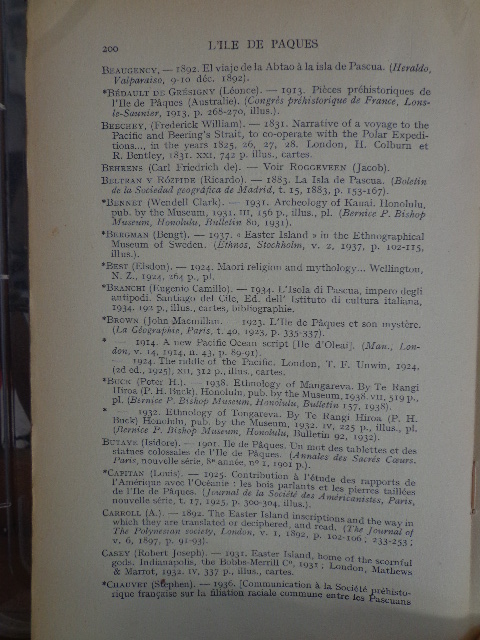 200
L'ILE DE PAQUES
BEAUGENCY. — 1892. El viaje de la Abtao à la isla de Pascua. (Heraldo,
Valparaiso, 9-10 déc. 1892).
*BÉDAULT DE GRÉSIGNY (Léonce). — 1913. Pièces préhistoriques de
l'Ile de Pâques (Australie). (Congrès préhistorique de France, Lons-
le-Saunier, 1913, p. 268-270, illus.).
BEECHEY, (Frederick William). — 1831. Narrative of a voyage to the
Pacific and Beering's Strait, to co-operate with the Polar Expedi-
tions..., in the years 1825, 26, 27, 28. London, H. Colburn et
R. Bentley, 1831. XXI, 742 p. illus., cartes.
BEHRENS (Carl Friedrich de). — Voir ROGGEVEEN (Jacob).
BELTRAN Y RÓZPIDE (Ricardo). — 1883. La Isla de Pascua. (Boletin
de la Sociedad geográfica de Madrid, t. 15, 1883, p. 153-167).
*BENNET (Wendell Clark). — 1931. Archeology of Kauai. Honolulu,
pub. by the Museum, 1931, III, 156 p., illus., pl. (Bernice P. Bishop
Museum, Honolulu, Bulletin 80, 1931).
*BERGMAN (Bengt). — 1937. « Easter Island » in the Ethnographical
Museum of Sweden. (Ethnos, Stockholm, v. 2, 1937, p. 102-115,
illus.).
*BEST (Elsdon). — 1924. Maori religion and mythology... Wellington,
N. Z., 1924, 264 p., pl.
*BRANCHI (Eugenio Camillo). — 1934. L'Isola di Pascua, impero degli
antipodi. Santiago del Cile, Ed. dell' Istituto di cultura italiana,
1934, 192 p., illus., cartes, bibliographie.
*BROWN (John Macmillan. — 1923. L'Ile de Pâques et son mystère.
(La Géographie, Paris, t. 40, 1923, p. 335-337).
* — 1914. A new Pacific Ocean script [Ile d'Oleai]. (Man., Lon-
don, v. 14, 1914, n. 43, p. 89-91).
— 1924. The riddle of the Pacific. London, T. F. Unwin, 1924,
(2d ed., 1925), XII, 312 p., illus., cartes.
*BUCK (Peter H.). — 1938. Ethnology of Mangareva. By Te Rangi
Hiroa (P. H. Buck). Honolulu, pub. by the Museum, 1938, VII, 519 p.,
pl. (Bernice P. Bishop Museum, Honolulu, Bulletin 157, 1938).
* — 1932. Ethnology of Tongareva. By Te Rangi Hiroa (P. H.
Buck) Honolulu, pub. by the Museum, 1932, IV, 225 p., illus., pl.
(Bernice P. Bishop Museum, Honolulu, Bulletin 92, 1932).
BUTAYE (Isidore). — 1901. Ile de Pâques. Un mot des tablettes et des
statues colossales de l'Ile de Pâques. (Annales des Sacrés Cœurs.
Paris, nouvelle série, 8e année, n° 1, 1901 p.).
*CAPITAN (Louis). — 1925. Contribution à l'étude des rapports de
l'Amérique avec l'Océanie : les bois parlants et les pierres taillées
de l'Ile de Pâques. (Journal de la Société des Américanistes, Paris,
nouvelle série, t. 17, 1925, p. 300-304, illus.).
CARROLL (A.). — 1892. The Easter Island inscriptions and the way in
which they are translated or deciphered, and read. (The Journal of
The Polynesian society, London, v. 1, 1892, p. 102-106 ; 233-253 ;
v. 6, 1897, p. 91-93).
CASEY (Robert Joseph). — 1931. Easter Island, home of the scornful
gods. Indianapolis, the Bobbs-Merrill C°, 1931 ; London, Mathews
& Marrot, 1932. IV, 337 p., illus., cartes.
*CHAUVET (Stéphen). — 1936. [Communication à la Société préhisto-
rique française sur la filiation raciale commune entre les Pascuans